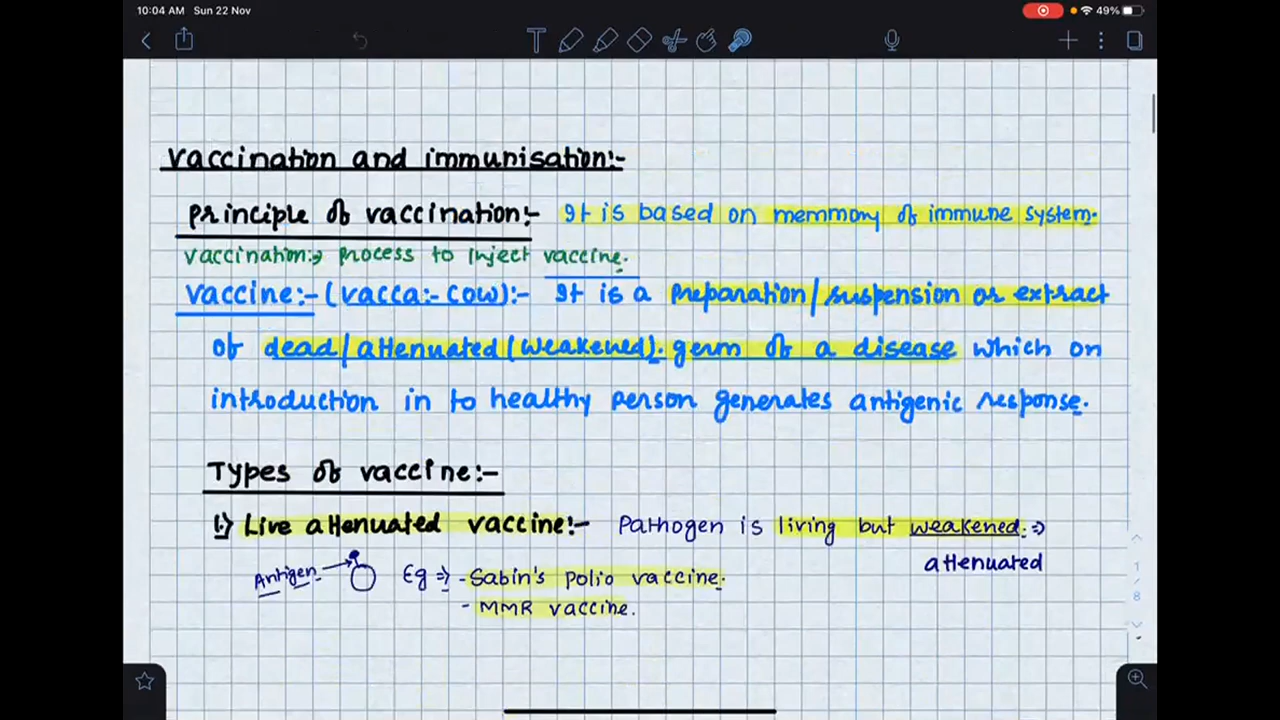 10:04 AM Sun 22 Nov 49%
Vaccination and immunisation:-
Principle of vaccination:- It is based on memmory of immune system.
vaccination:→ process to inject vaccine.
Vaccine:- (vacca:- cow):- It is a preparation/suspension or extract
of dead/attenuated (weakened). germ of a disease which on
introduction in to healthy person generates antigenic response.
Types of vaccine:-
1.) Live attenuated vaccine:- Pathogen is living but weakened. ⇒
attenuated
Antigen → Eg ⇒ - Sabin's polio vaccine.
- MMR vaccine.
1/8